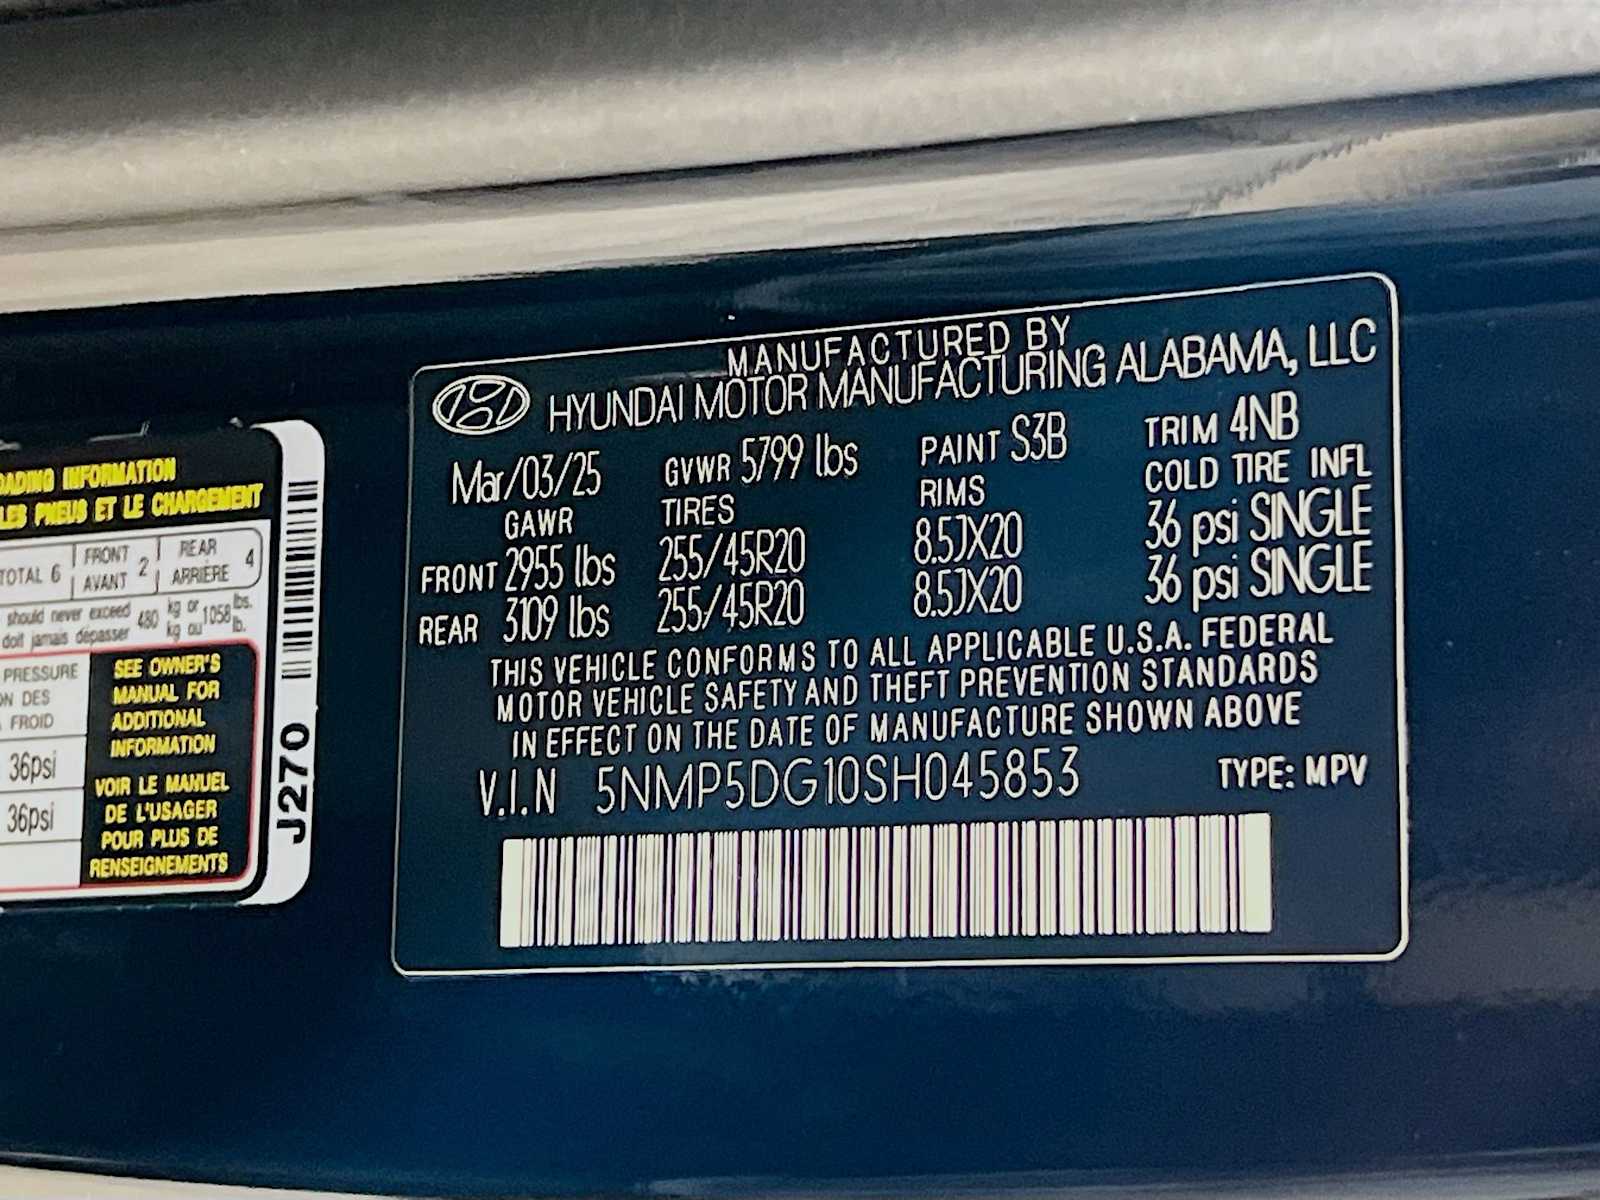 OADING INFORMATION
LES PNEUS ET LE CHARGEMENT
TOTAL 6 FRONT AVANT 2 REAR ARRIÈRE 4
should never exceed 480 kg or 1058 lbs.
doit jamais dépasser kg ou lb.
PRESSURE
ON DES
FROID
36psi
36psi
SEE OWNER'S
MANUAL FOR
ADDITIONAL
INFORMATION
VOIR LE MANUEL
DE L'USAGER
POUR PLUS DE
RENSEIGNEMENTS
J270
MANUFACTURED BY
HYUNDAI MOTOR MANUFACTURING ALABAMA, LLC
Mar/03/25 GVWR 5799 lbs PAINT S3B TRIM 4NB
GAWR TIRES RIMS COLD TIRE INFL
FRONT 2955 lbs 255/45R20 8.5JX20 36 psi SINGLE
REAR 3109 lbs 255/45R20 8.5JX20 36 psi SINGLE
THIS VEHICLE CONFORMS TO ALL APPLICABLE U.S.A. FEDERAL
MOTOR VEHICLE SAFETY AND THEFT PREVENTION STANDARDS
IN EFFECT ON THE DATE OF MANUFACTURE SHOWN ABOVE
V.I.N 5NMP5DG10SH045853 TYPE: MPV